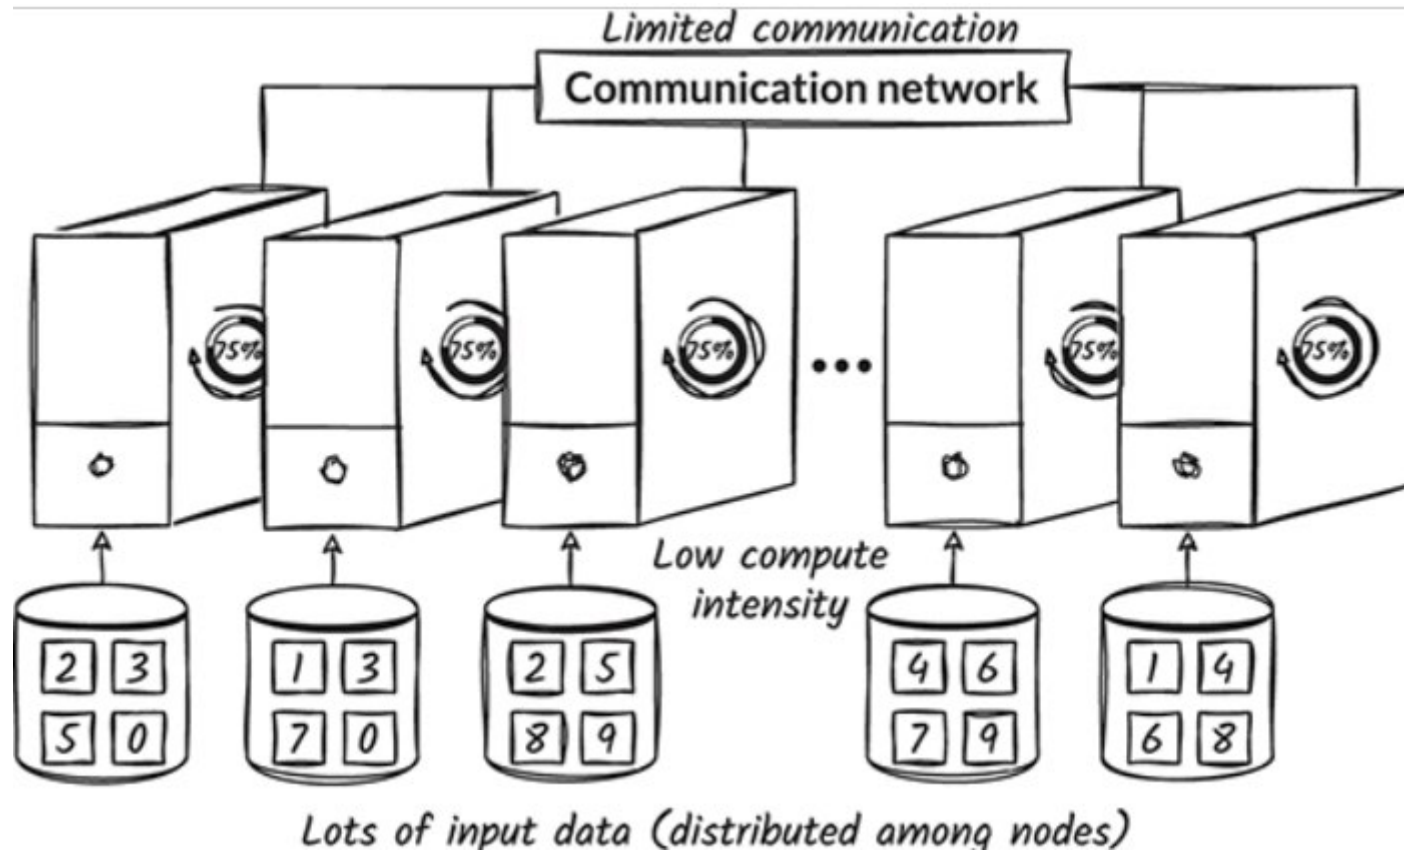 Limited communication
Communication network
75% 75% 75% 75% 75%
Low compute
intensity
2 3 1 3 2 5 4 6 1 4
5 0 7 0 8 9 7 9 6 8
Lots of input data (distributed among nodes)